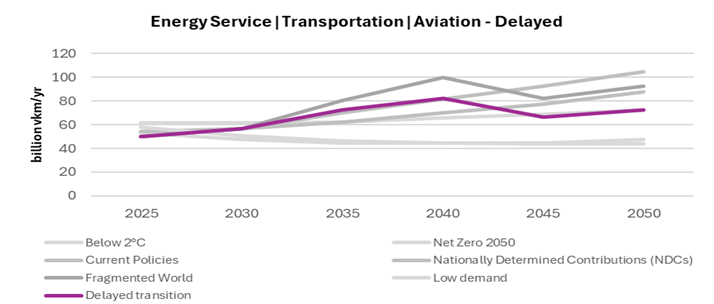 Energy Service | Transportation | Aviation - Delayed
billion vkm/yr
120
100
80
60
40
20
0
2025 2030 2035 2040 2045 2050
Below 2°C Net Zero 2050
Current Policies Nationally Determined Contributions (NDCs)
Fragmented World Low demand
Delayed transition